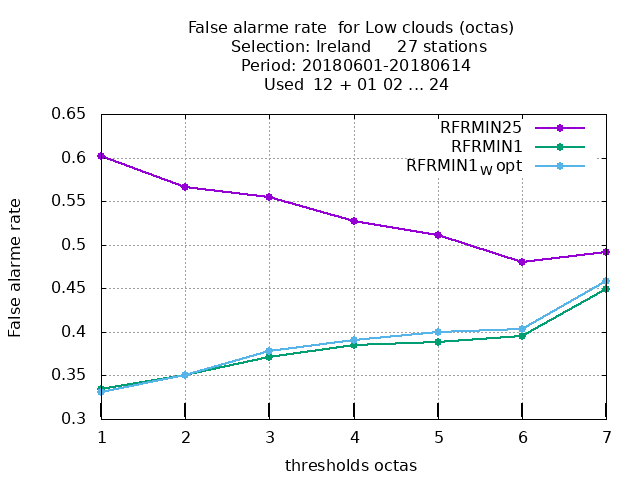 False alarme rate  for Low clouds (octas)
Selection: Ireland     27 stations
Period: 20180601-20180614
Used  12 + 01 02 ... 24
RFRMIN25
RFRMIN1
RFRMIN1W opt
False alarme rate
0.65
0.6
0.55
0.5
0.45
0.4
0.35
0.3
1 2 3 4 5 6 7
thresholds octas